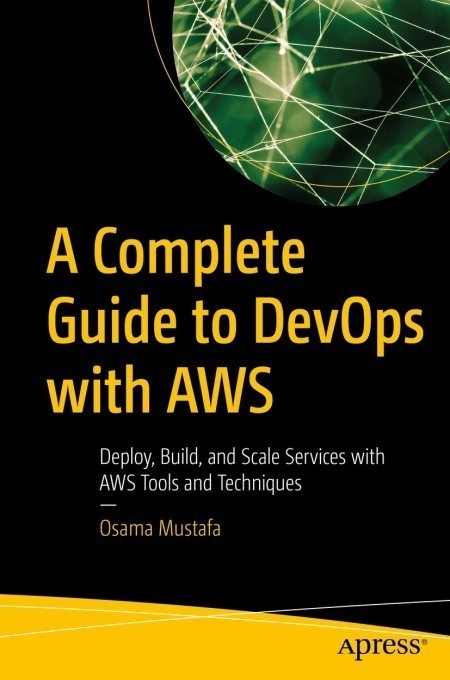 A Complete
Guide to DevOps
with AWS
Deploy, Build, and Scale Services with
AWS Tools and Techniques
—
Osama Mustafa
Apress®